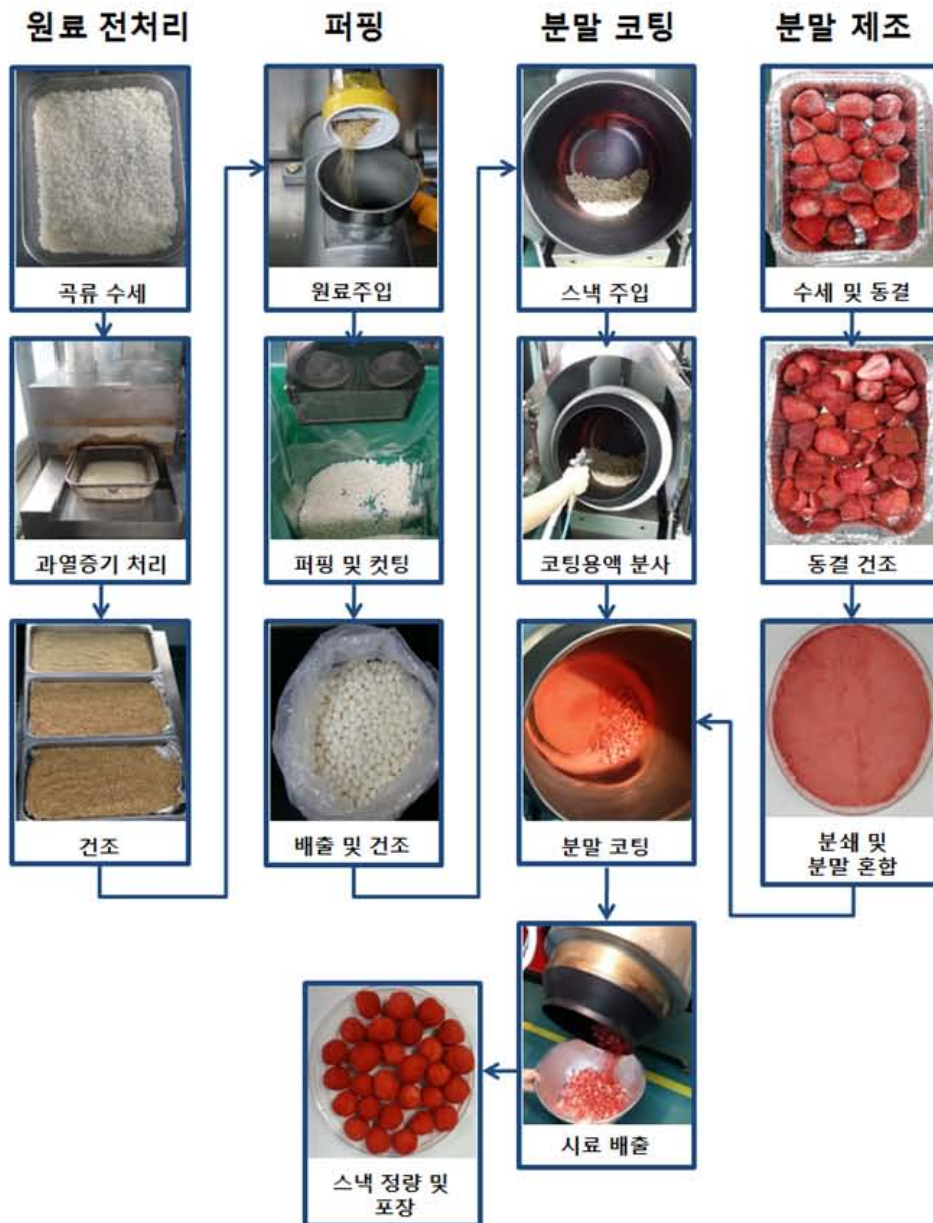 원료 전처리
퍼핑
분말 코팅
분말 제조
곡류 수세
원료주입
스낵 주입
수세 및 동결
과열증기 처리
퍼핑 및 컷팅
코팅용액 분사
동결 건조
건조
배출 및 건조
분말 코팅
분쇄 및
분말 혼합
시료 배출
스낵 정량 및
포장